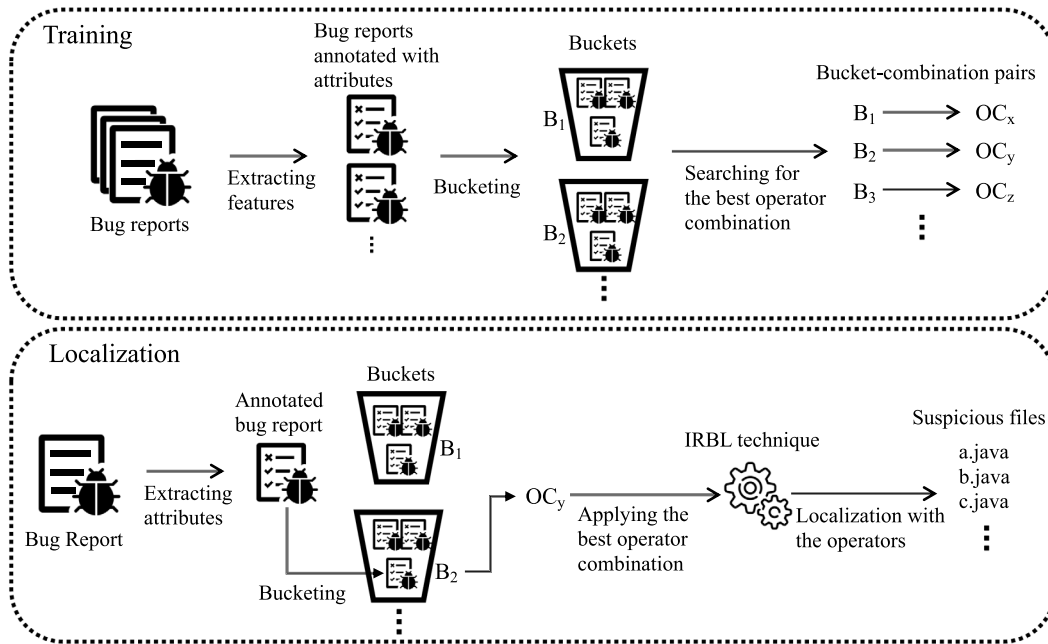 Training
Bug reports
Extracting
features
Bug reports
annotated with
attributes
Bucketing
Buckets
B1
B2
Searching for
the best operator
combination
Bucket-combination pairs
B1 OCx
B2 OCy
B3 OCz
Localization
Bug Report
Extracting
attributes
Annotated
bug report
Bucketing
Buckets
B1
B2
OCy
Applying the
best operator
combination
IRBL technique
Localization with
the operators
Suspicious files
a.java
b.java
c.java